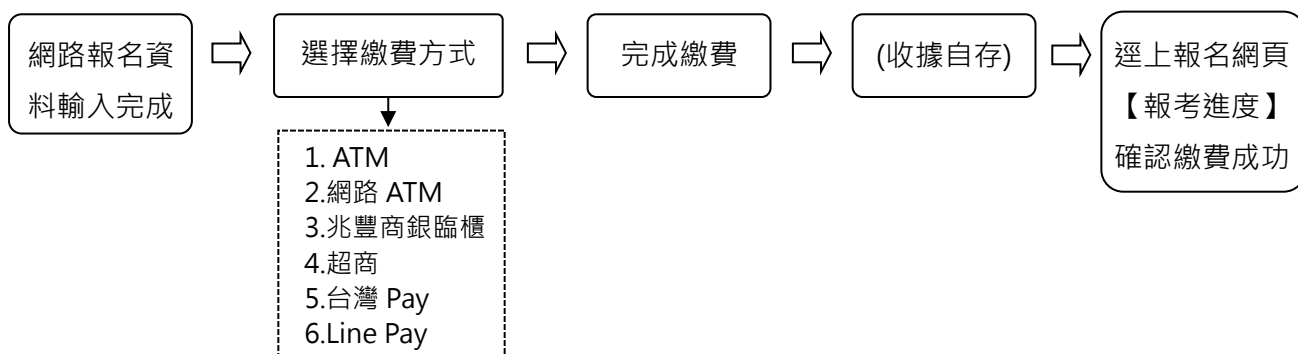 網路報名資
料輸入完成
選擇繳費方式
完成繳費
(收據自存)
逕上報名網頁
【報考進度】
確認繳費成功
1. ATM
2.網路 ATM
3.兆豐商銀臨櫃
4.超商
5.台灣 Pay
6.Line Pay